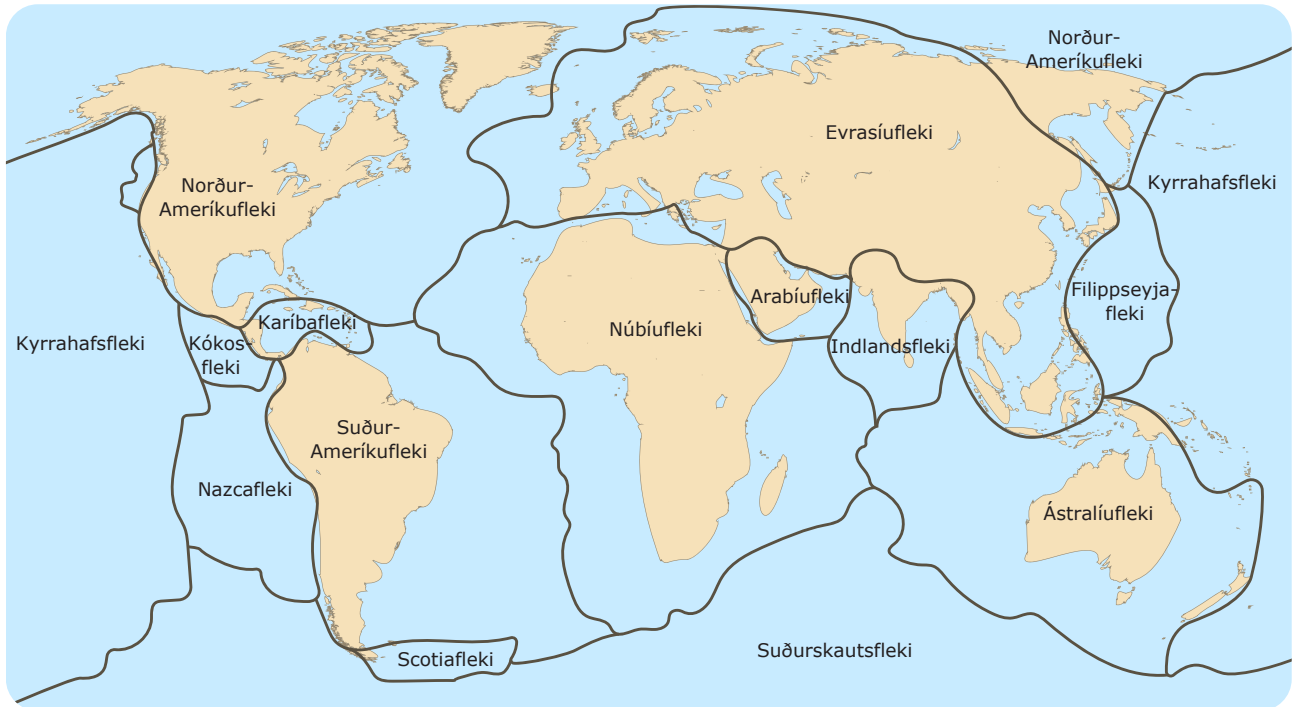 Norður-
Ameríkufleki
Evrasíufleki
Kyrrahafsfleki
Norður-
Ameríkufleki
Arabíufleki
Filippseyja-
fleki
Karíbafleki
Núbíufleki
Kyrrahafsfleki
Kókos-
fleki
Indlandsfleki
Suður-
Ameríkufleki
Nazcafleki
Ástralíufleki
Scotiafleki
Suðurskautsfleki